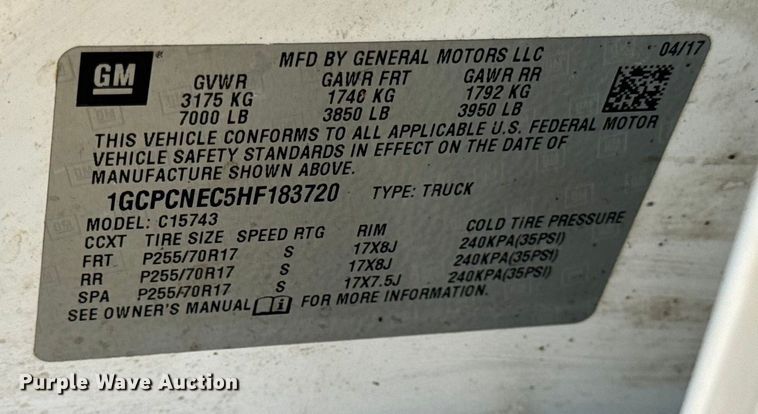 GM
MFD BY GENERAL MOTORS LLC 04/17
GVWR GAWR FRT GAWR RR
3175 KG 1746 KG 1792 KG
7000 LB 3850 LB 3950 LB
THIS VEHICLE CONFORMS TO ALL APPLICABLE U.S. FEDERAL MOTOR
VEHICLE SAFETY STANDARDS IN EFFECT ON THE DATE OF
MANUFACTURE SHOWN ABOVE.
1GCPCNEC5HF183720 TYPE: TRUCK
MODEL: C15743
CCXT TIRE SIZE SPEED RTG RIM COLD TIRE PRESSURE
FRT P255/70R17 S 17X8J 240KPA(35PSI)
RR P255/70R17 S 17X8J 240KPA(35PSI)
SPA P255/70R17 S 17X7.5J 240KPA(35PSI)
SEE OWNER'S MANUAL FOR MORE INFORMATION.
Purple Wave Auction